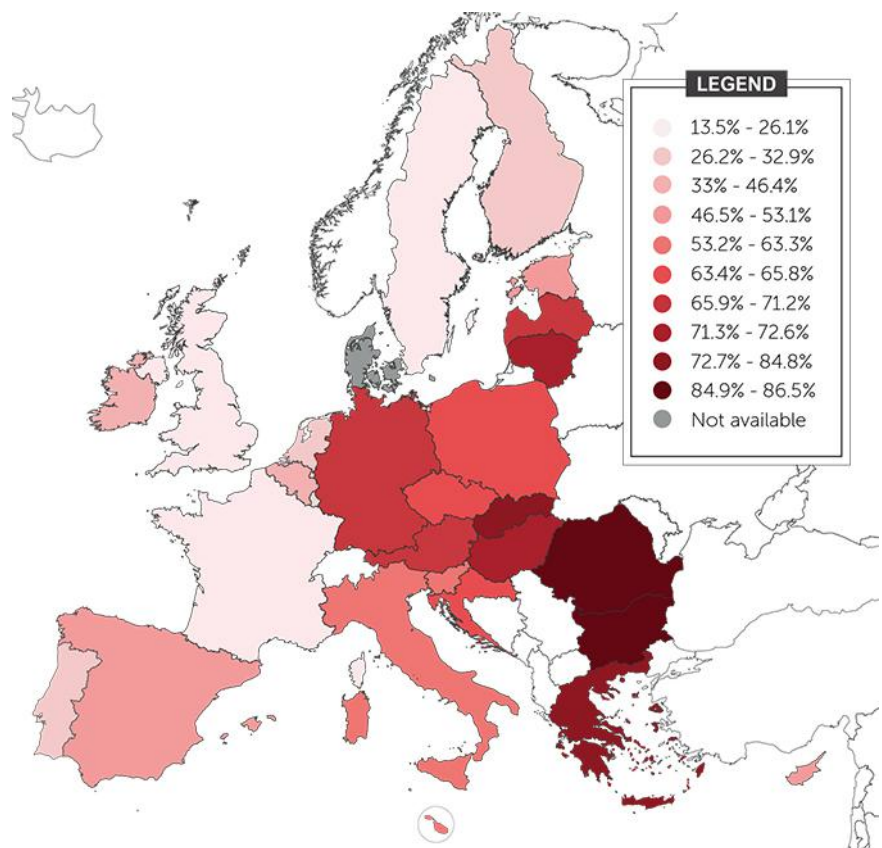 LEGEND
13.5% - 26.1%
26.2% - 32.9%
33% - 46.4%
46.5% - 53.1%
53.2% - 63.3%
63.4% - 65.8%
65.9% - 71.2%
71.3% - 72.6%
72.7% - 84.8%
84.9% - 86.5%
Not available